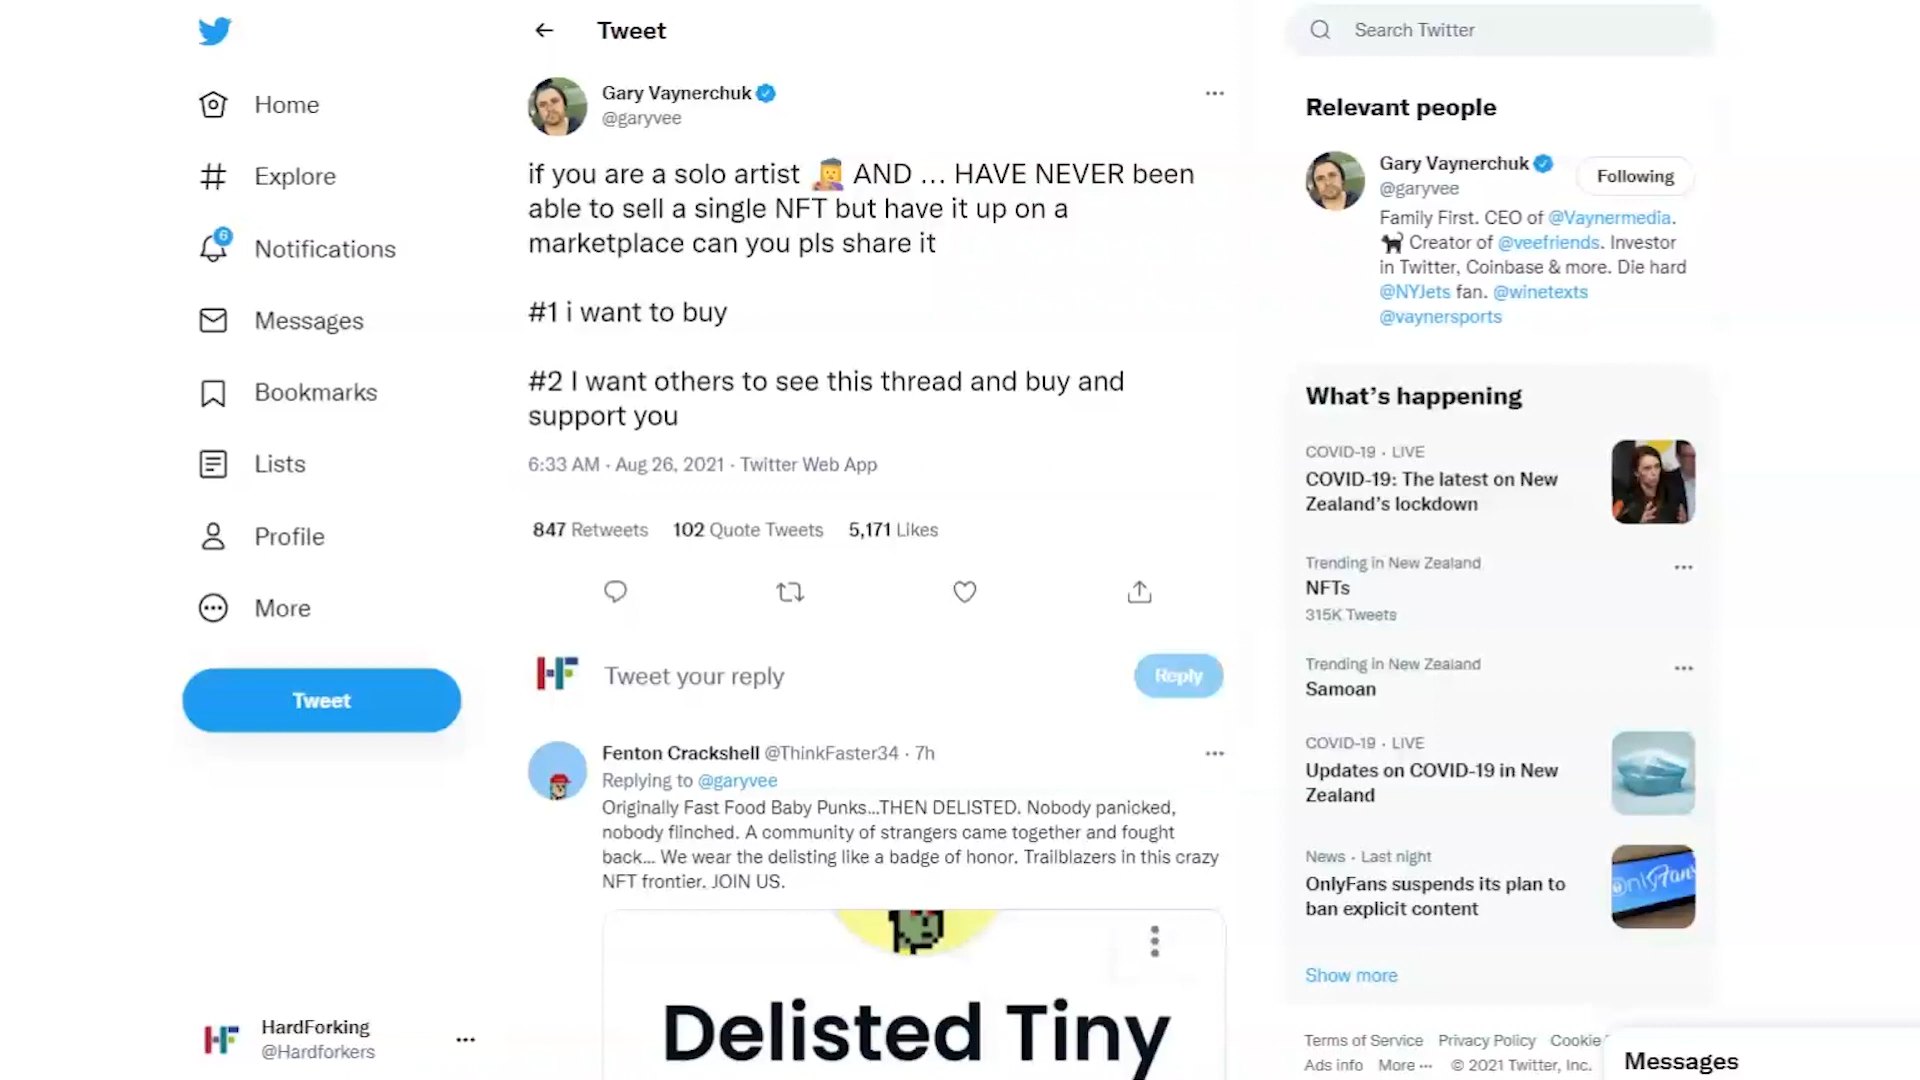 Home
Explore
6
Notifications
Messages
Bookmarks
Lists
Profile
More
Tweet
HF HardForking
@Hardforkers
Tweet
Gary Vaynerchuk
@garyvee
if you are a solo artist 👩‍🎨 AND ... HAVE NEVER been
able to sell a single NFT but have it up on a
marketplace can you pls share it
#1 i want to buy
#2 I want others to see this thread and buy and
support you
6:33 AM · Aug 26, 2021 · Twitter Web App
847 Retweets 102 Quote Tweets 5,171 Likes
HF Tweet your reply
Reply
Fenton Crackshell @ThinkFaster34 · 7h
Replying to @garyvee
Originally Fast Food Baby Punks...THEN DELISTED. Nobody panicked,
nobody flinched. A community of strangers came together and fought
back... We wear the delisting like a badge of honor. Trailblazers in this crazy
NFT frontier. JOIN US.
Delisted Tiny
Search Twitter
Relevant people
Gary Vaynerchuk
@garyvee
Following
Family First. CEO of @Vaynermedia.
🐈‍⬛ Creator of @veefriends. Investor
in Twitter, Coinbase & more. Die hard
@NYJets fan. @winetexts
@vaynersports
What's happening
COVID-19 · LIVE
COVID-19: The latest on New
Zealand's lockdown
Trending in New Zealand
NFTs
315K Tweets
Trending in New Zealand
Samoan
COVID-19 · LIVE
Updates on COVID-19 in New
Zealand
News · Last night
OnlyFans suspends its plan to
ban explicit content
OnlyFans
Show more
Terms of Service Privacy Policy Cookie
Ads info More ··· © 2021 Twitter, Inc.
Messages